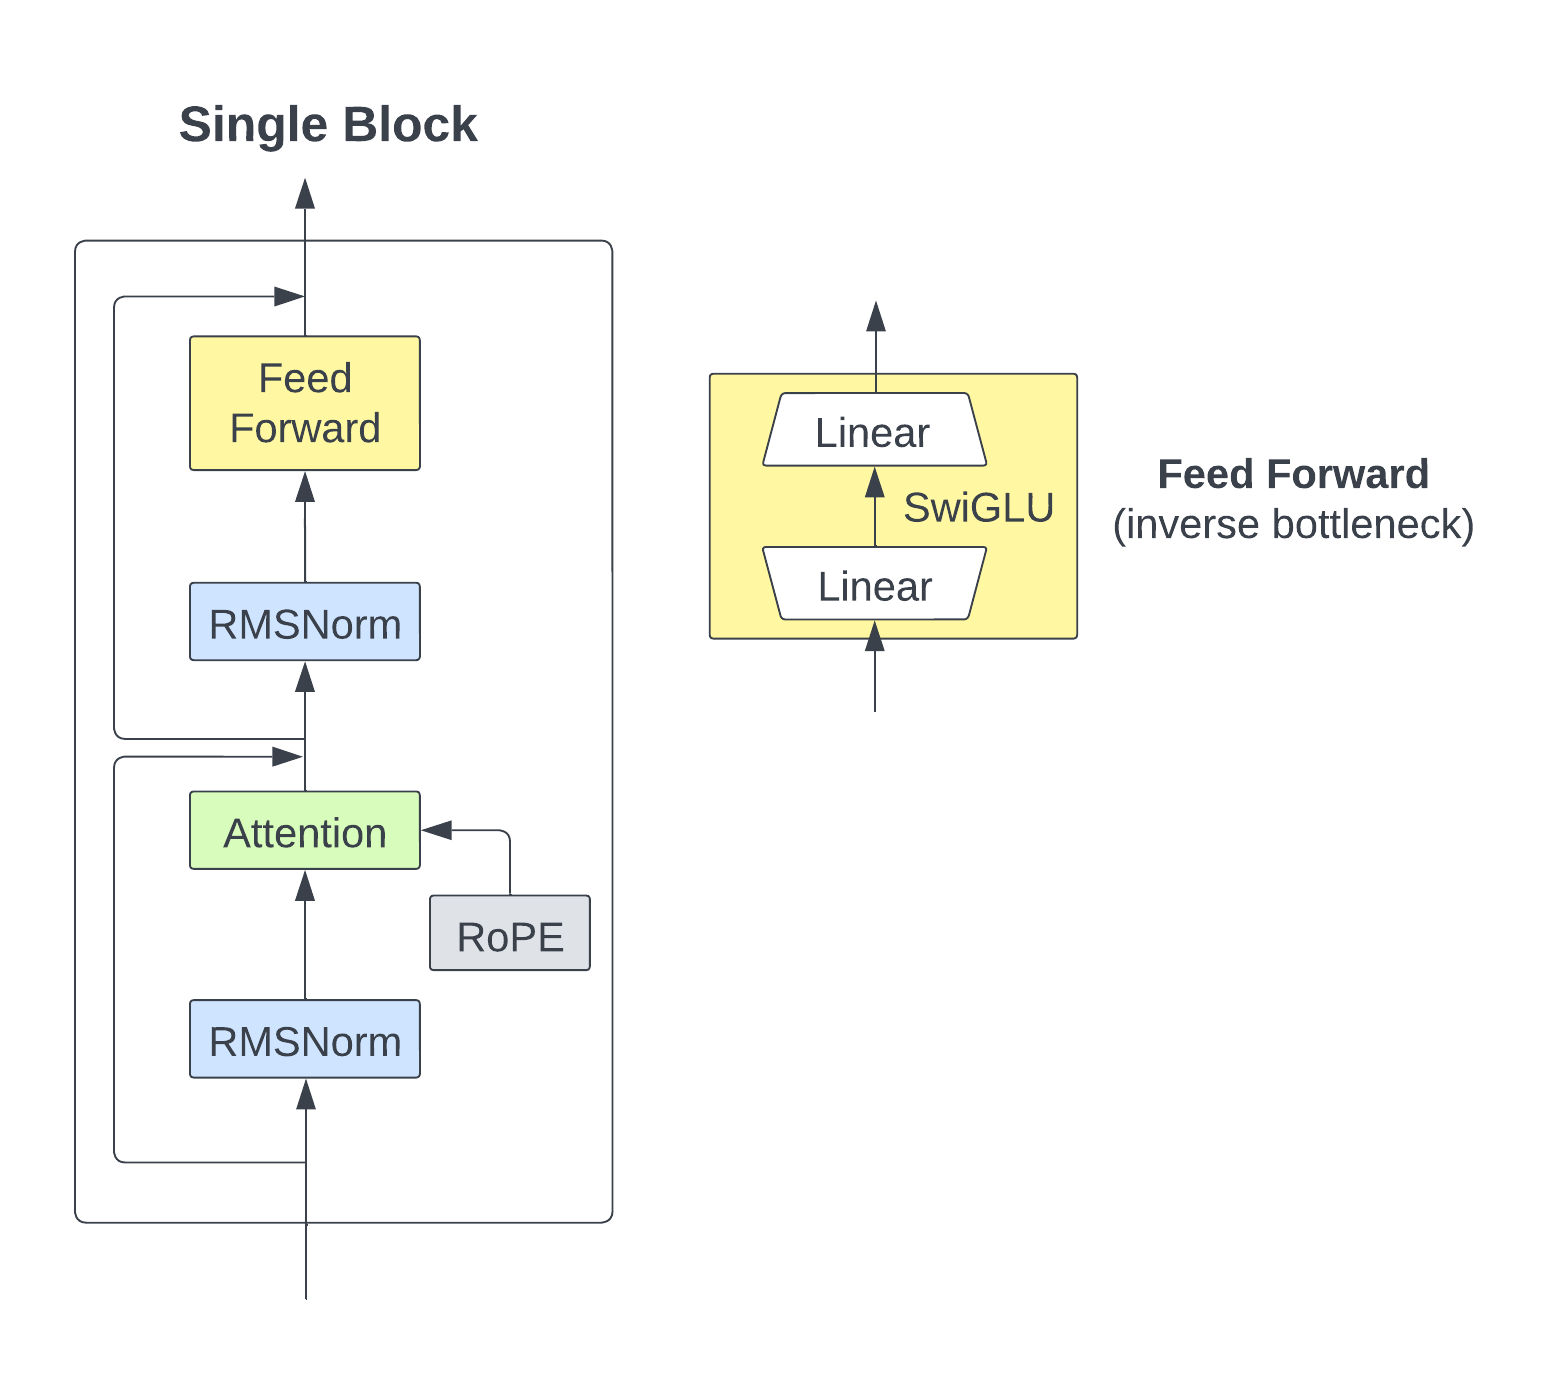 Single Block
Feed
Forward
RMSNorm
Attention
RoPE
RMSNorm
Linear
SwiGLU
Linear
Feed Forward
(inverse bottleneck)